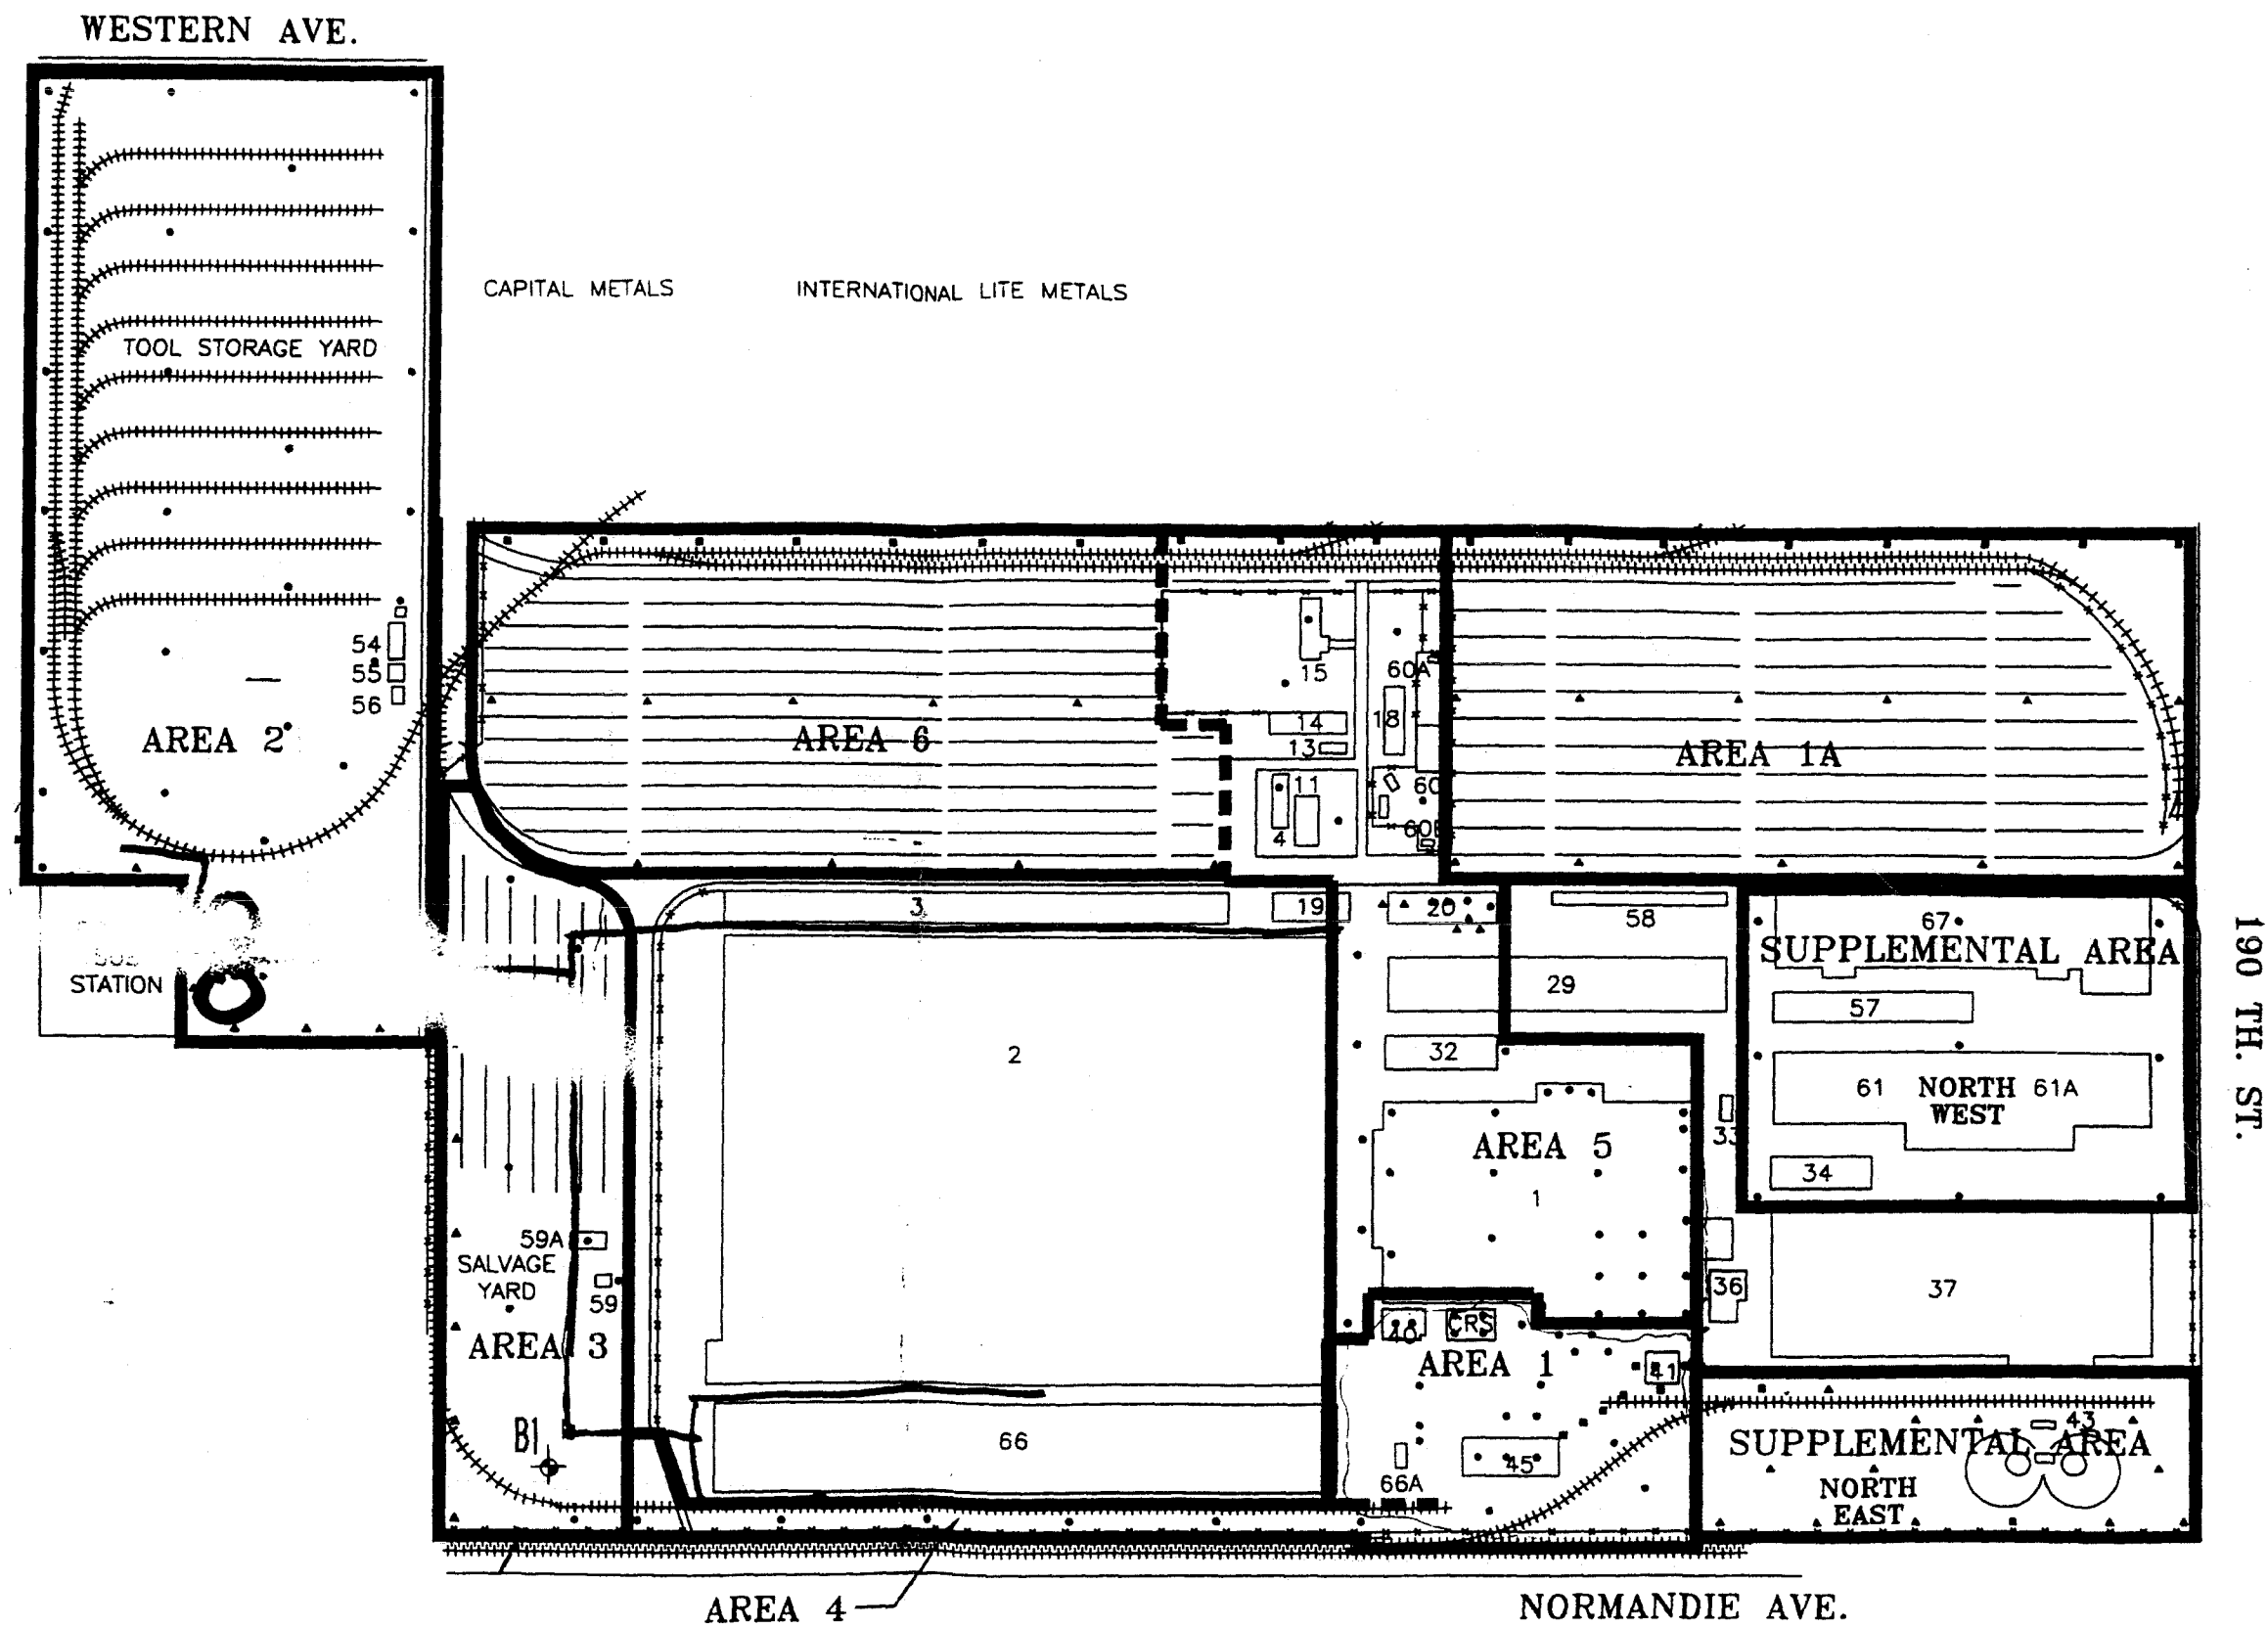 WESTERN AVE.
CAPITAL METALS
INTERNATIONAL LITE METALS
TOOL STORAGE YARD
54
55
56
AREA 2
15
60A
14
18
13
AREA 6
AREA 1A
11
60
4
3
19
20
58
67
SUPPLEMENTAL AREA
STATION
29
57
190 TH. ST.
2
32
61
NORTH
WEST
61A
33
AREA 5
34
1
59A
SALVAGE
YARD
59
36
37
40
CRS
AREA 3
AREA 1
41
B1
66
45
66A
43
SUPPLEMENTAL AREA
NORTH
EAST
AREA 4
NORMANDIE AVE.